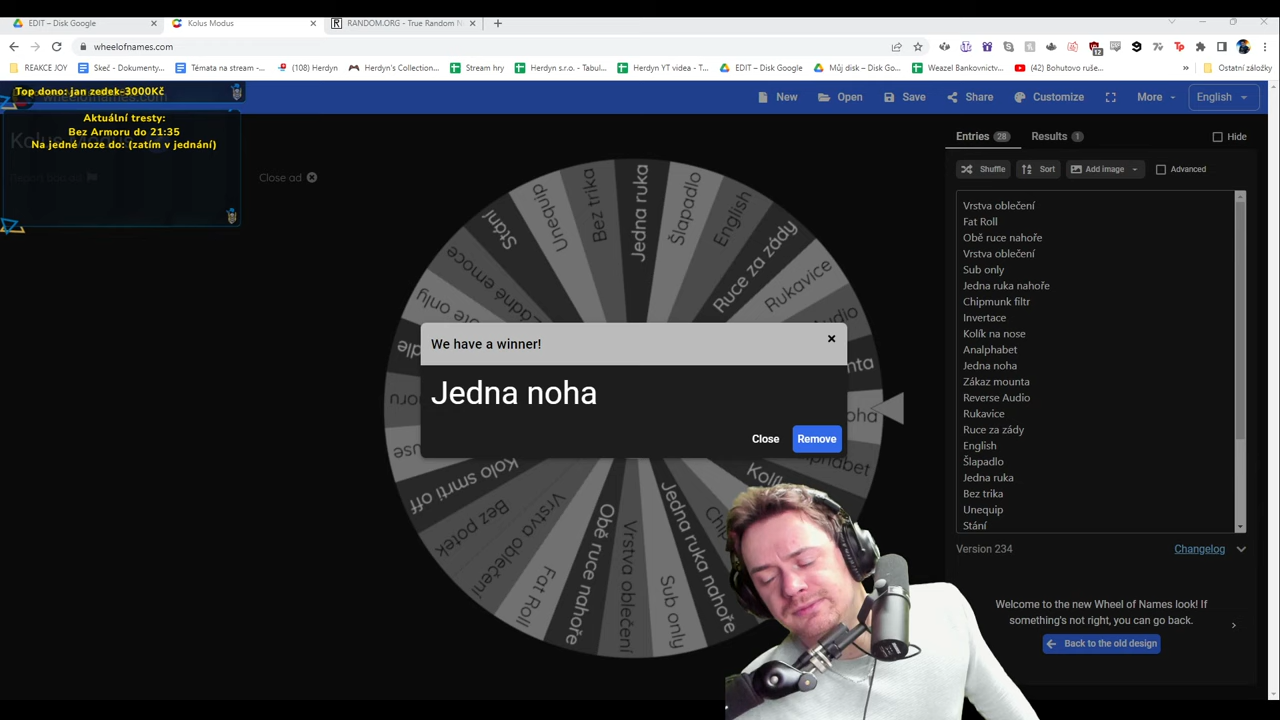 EDIT – Disk Google
Kolus Modus
RANDOM.ORG - True Random N
wheelofnames.com
REAKCE JOY
Skeč - Dokumenty...
Témata na stream -...
(108) Herdyn
Herdyn's Collection...
Stream hry
Herdyn s.r.o. - Tabul...
Herdyn YT videa - T...
EDIT – Disk Google
Můj disk – Disk Go...
Weazel Bankovnictv...
(42) Bohutovo ruše...
»
Ostatní záložky
Top dono: jan zedek-3000Kč
Aktuální tresty:
Bez Armoru do 21:35
Na jedné noze do: (zatím v jednání)
New
Open
Save
Share
Customize
More
English
Close ad
Entries 28
Results 1
Hide
Shuffle
Sort
Add image
Advanced
Vrstva oblečení
Fat Roll
Obě ruce nahoře
Vrstva oblečení
Sub only
Jedna ruka nahoře
Chipmunk filtr
Invertace
Kolík na nose
Analphabet
Jedna noha
Zákaz mounta
Reverse Audio
Rukavice
Ruce za zády
English
Šlapadlo
Jedna ruka
Bez trika
Unequip
Stání
Version 234
Changelog
Welcome to the new Wheel of Names look! If
something's not right, you can go back.
Back to the old design
We have a winner!
Jedna noha
Close
Remove
Stání
Unequip
Bez trika
Jedna ruka
Šlapadlo
English
Ruce za zády
Rukavice
Jedna ruka nahoře
Sub only
Vrstva oblečení
Obě ruce nahoře
Fat Roll
Vrstva oblečení
Bez potek
Kolo smrti off